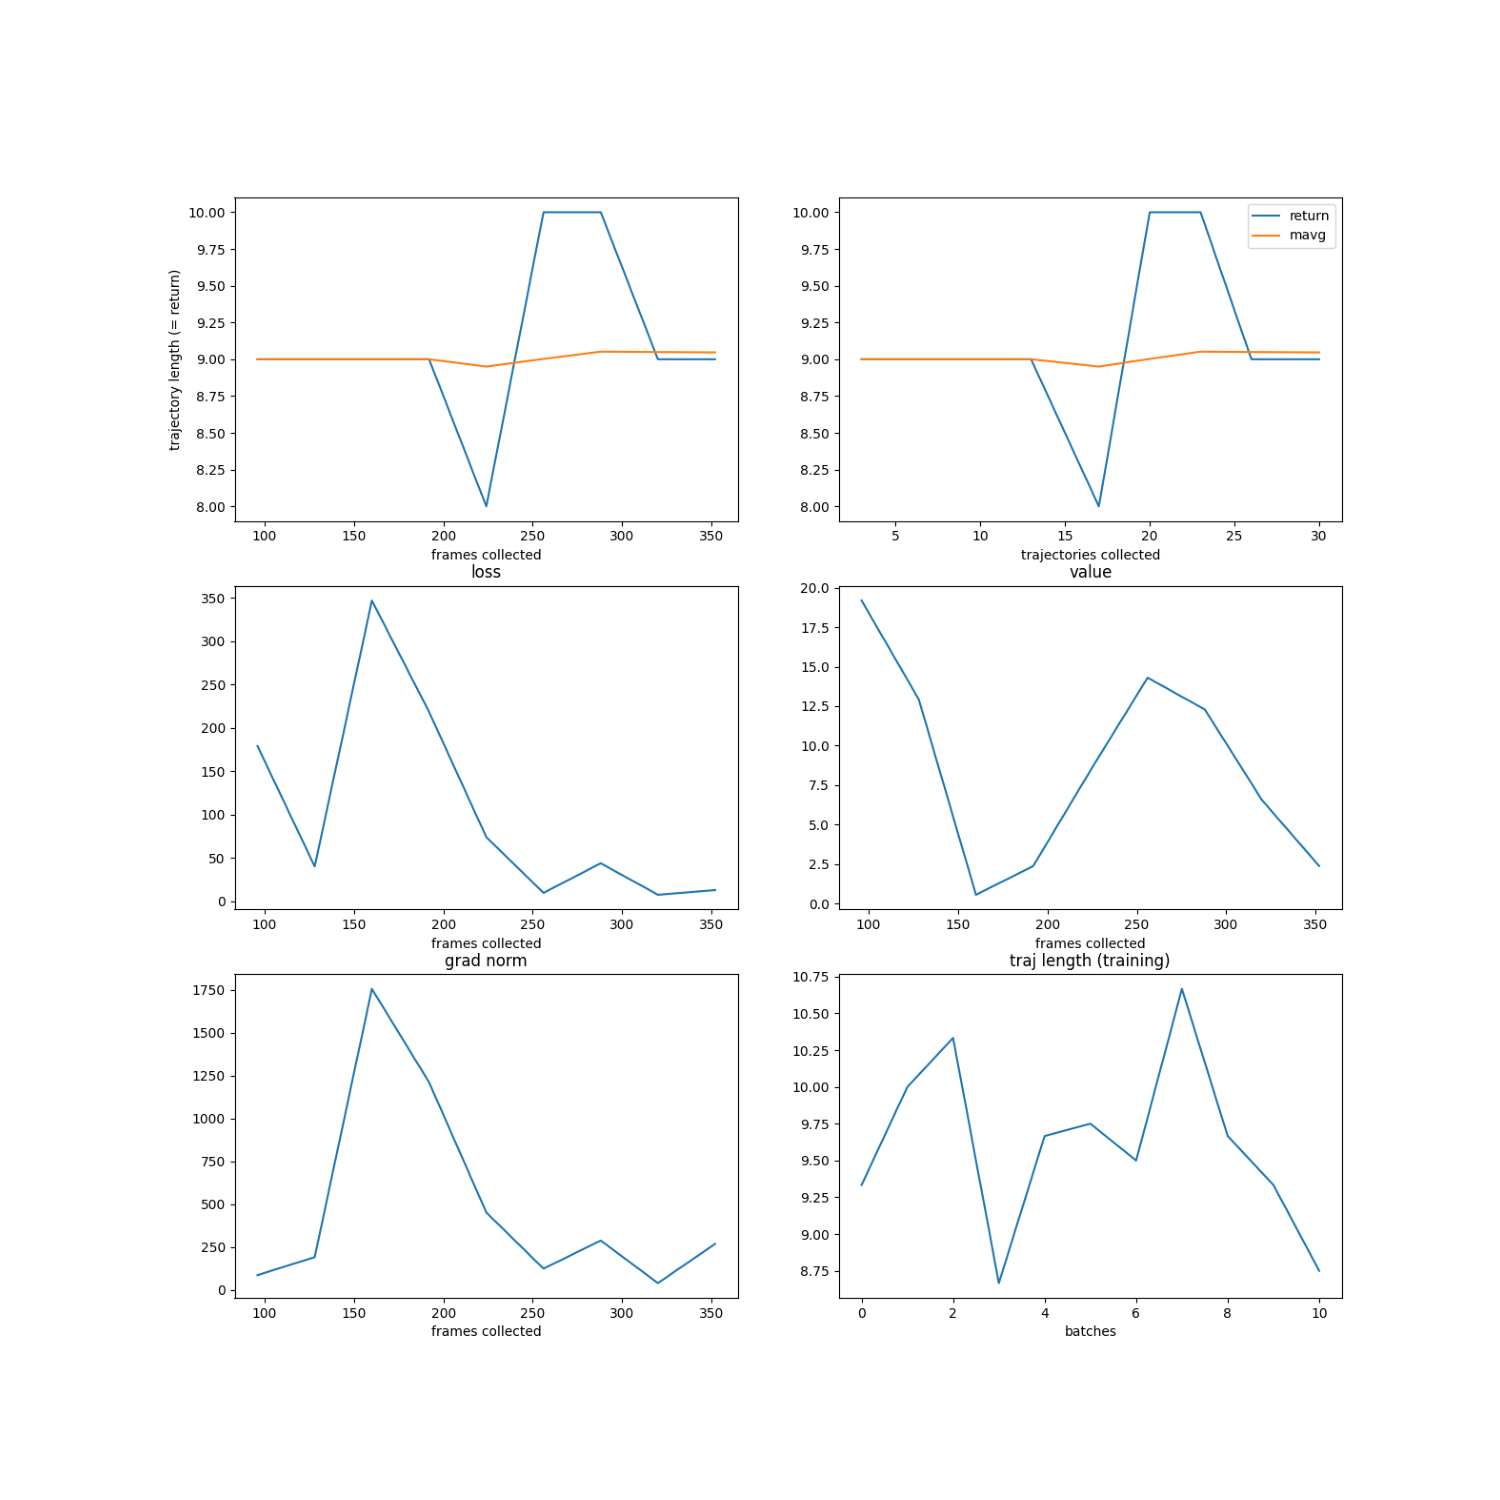 10.00
9.75
9.50
9.25
9.00
8.75
8.50
8.25
8.00
trajectory length (= return)
100 150 200 250 300 350
frames collected
10.00
9.75
9.50
9.25
9.00
8.75
8.50
8.25
8.00
return
mavg
5 10 15 20 25 30
trajectories collected
loss
350
300
250
200
150
100
50
0
100 150 200 250 300 350
frames collected
value
20.0
17.5
15.0
12.5
10.0
7.5
5.0
2.5
0.0
100 150 200 250 300 350
frames collected
grad norm
1750
1500
1250
1000
750
500
250
0
100 150 200 250 300 350
frames collected
traj length (training)
10.75
10.50
10.25
10.00
9.75
9.50
9.25
9.00
8.75
0 2 4 6 8 10
batches